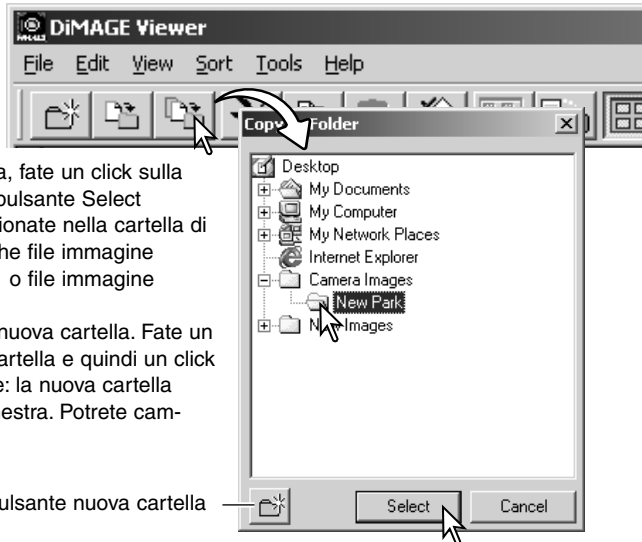 DiMAGE Viewer
File Edit View Sort Tools Help
Copy Folder
Desktop
My Documents
My Computer
My Network Places
Internet Explorer
Camera Images
New Park
Images
fate un click sulla
pulsante Select
ionate nella cartella di
he file immagine
o file immagine
nuova cartella. Fate un
artella e quindi un click
: la nuova cartella
nestra. Potrete cam-
ulsante nuova cartella
Select Cancel